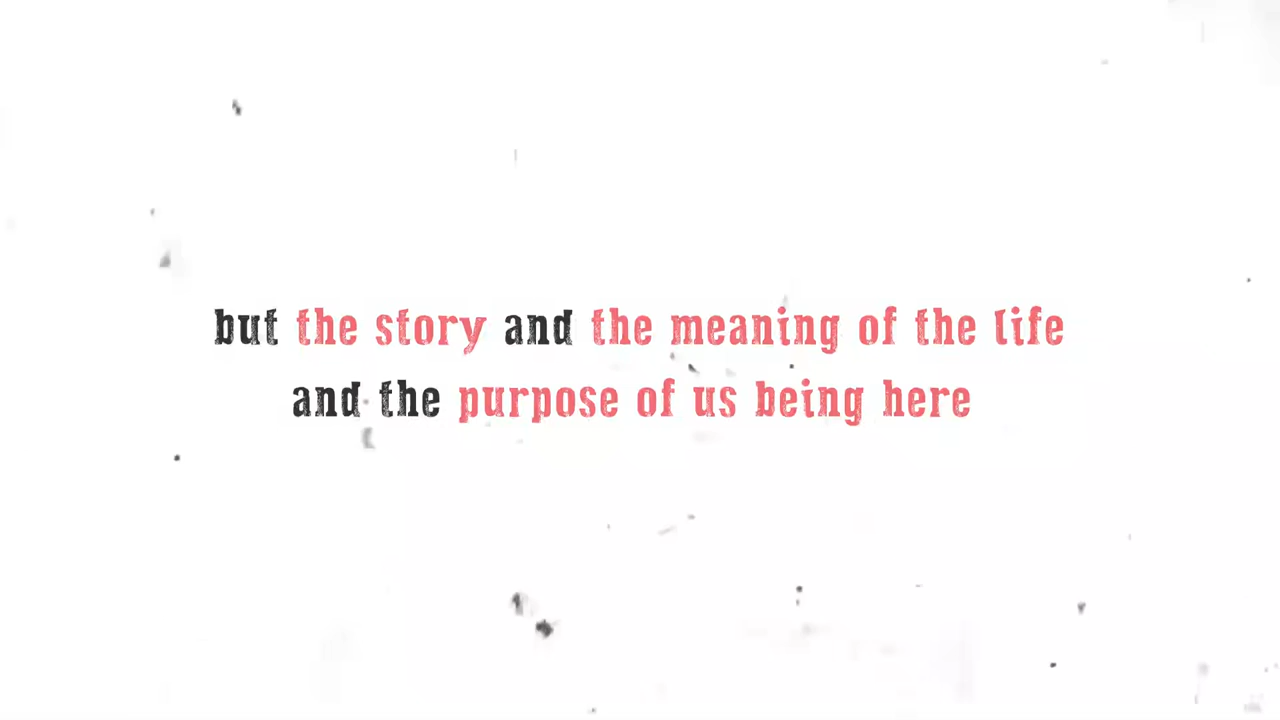 but the story and the meaning of the life
and the purpose of us being here